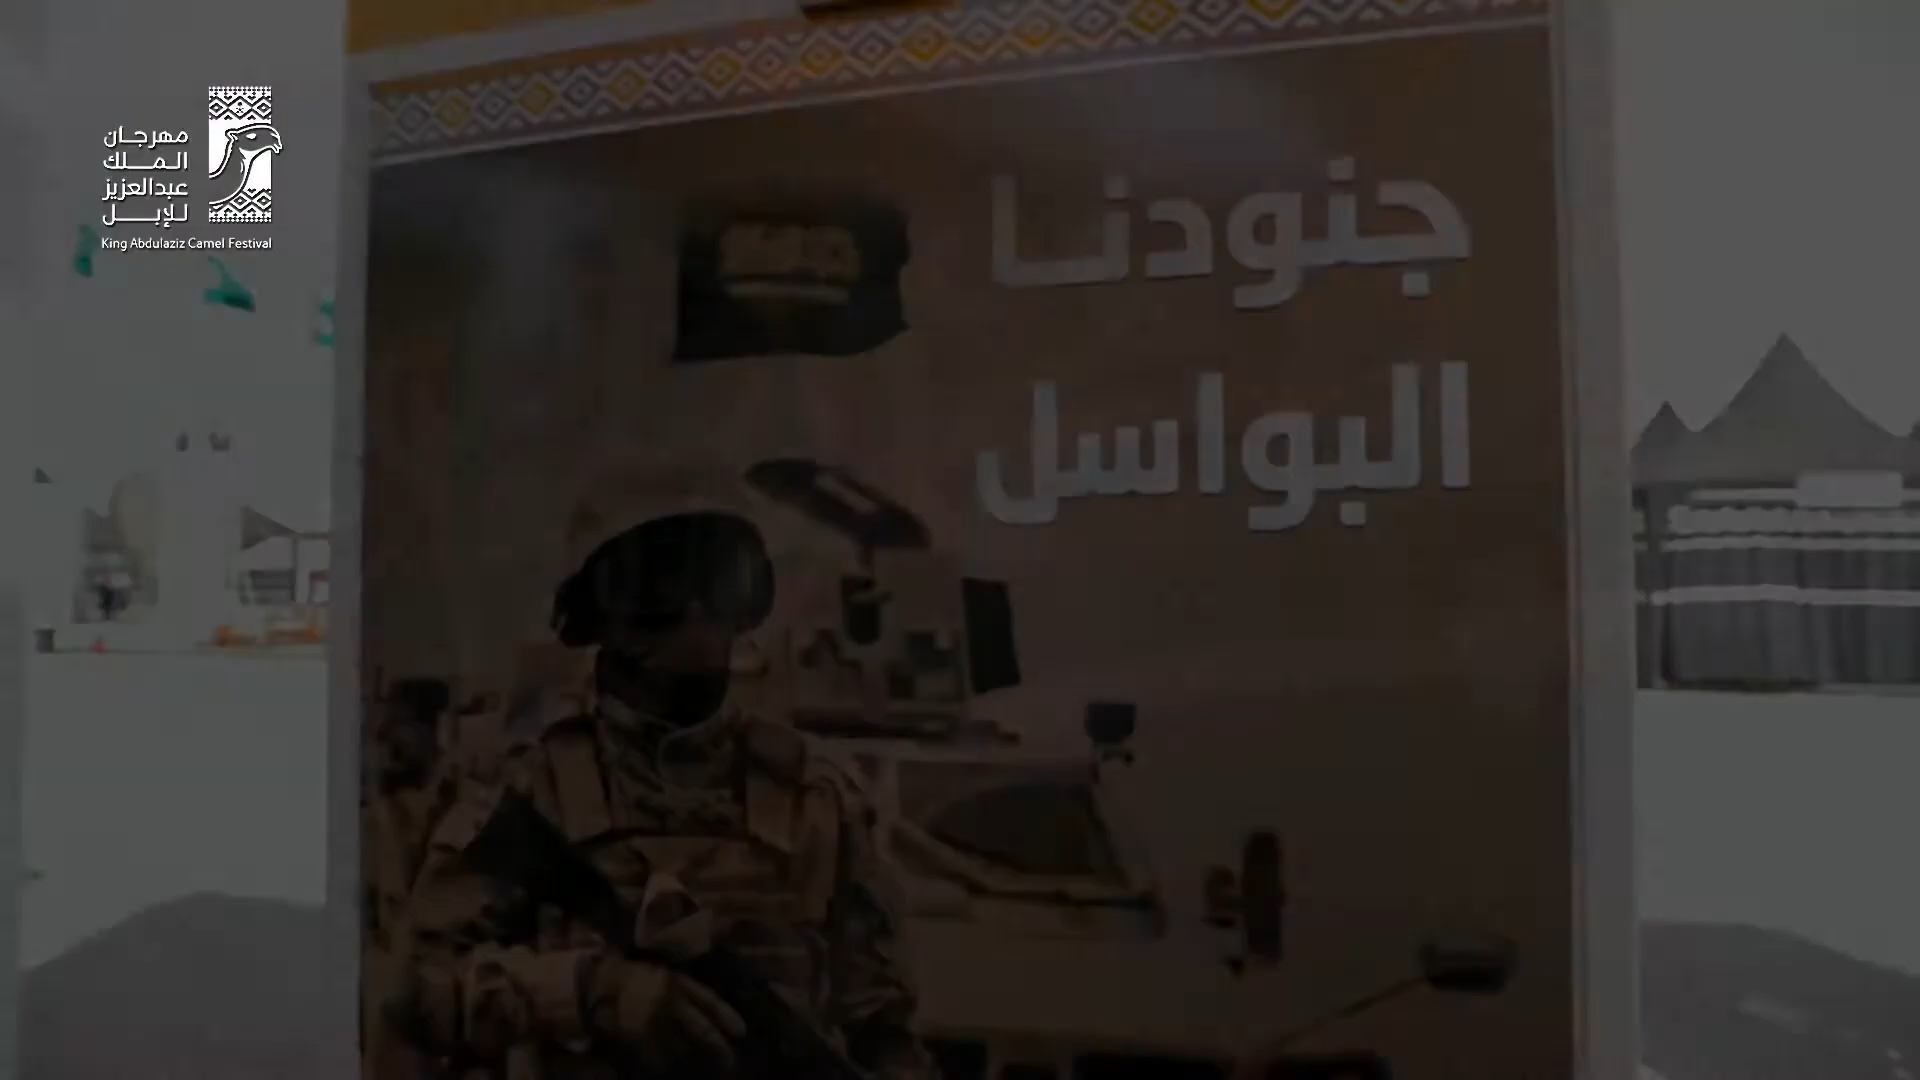 مهرجان
الملك
عبدالعزيز
للإبل
King Abdulaziz Camel Festival
جنودنا
البواسل